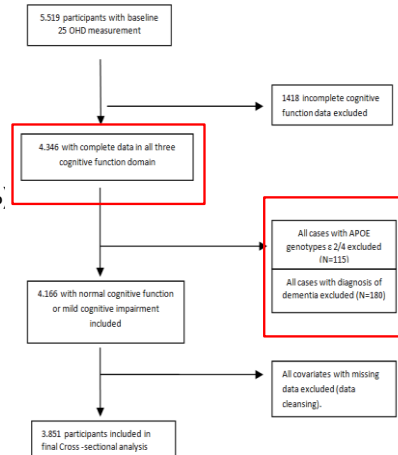 5.519 participants with baseline
25 OHD measurement
1418 incomplete cognitive
function data excluded
4.346 with complete data in all three
cognitive function domain
All cases with APOE
genotypes ε 2/4 excluded
(N=115)
All cases with diagnosis of
dementia excluded (N=180)
4.166 with normal cognitive function
or mild cognitive impairment
included
All covariates with missing
data excluded (data
cleansing).
3.851 participants included in
final Cross -sectional analysis